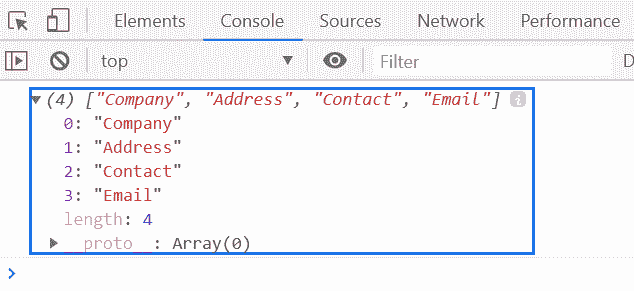 Elements Console Sources Network Performance
top Filter D
(4) ["Company", "Address", "Contact", "Email"] i
0: "Company"
1: "Address"
2: "Contact"
3: "Email"
length: 4
__proto__: Array(0)